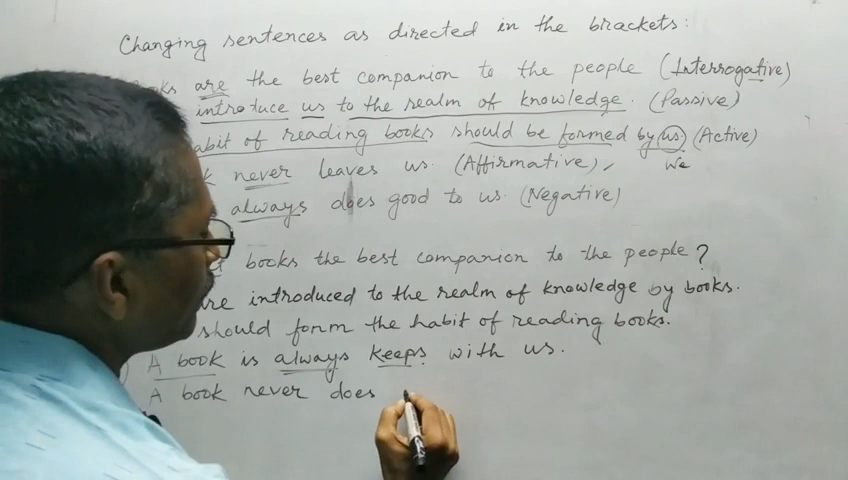 Changing sentences as directed in the brackets:
are the best companion to the people (Interrogative)
introduce us to the realm of knowledge. (Passive)
habit of reading books should be formed by (us) (Active)
We
never leaves us. (Affirmative)
always does good to us. (Negative)
books the best companion to the people?
are introduced to the realm of knowledge by books.
should form the habit of reading books.
A book is always keeps with us.
A book never does